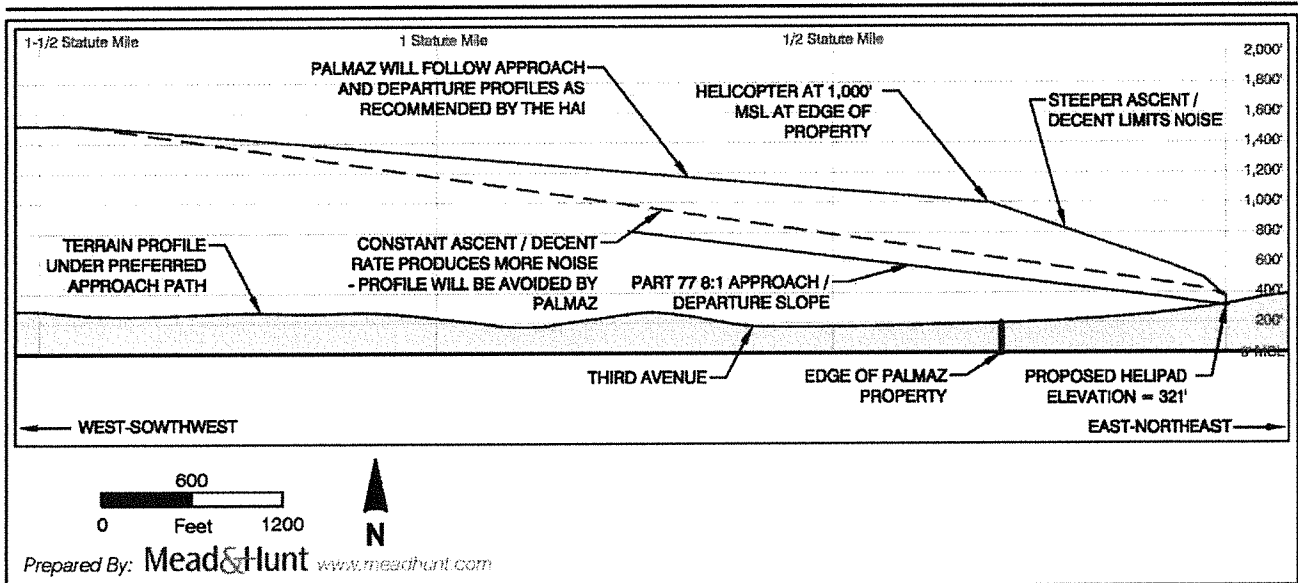 1-1/2 Statute Mile
1 Statute Mile
1/2 Statute Mile
2,000'
1,800'
1,600'
1,400'
1,200'
1,000'
800'
600'
400'
200'
PALMAZ WILL FOLLOW APPROACH
AND DEPARTURE PROFILES AS
RECOMMENDED BY THE HAI
HELICOPTER AT 1,000'
MSL AT EDGE OF
PROPERTY
STEEPER ASCENT /
DECENT LIMITS NOISE
TERRAIN PROFILE
UNDER PREFERRED
APPROACH PATH
CONSTANT ASCENT / DECENT
RATE PRODUCES MORE NOISE
- PROFILE WILL BE AVOIDED BY
PALMAZ
PART 77 8:1 APPROACH /
DEPARTURE SLOPE
THIRD AVENUE
EDGE OF PALMAZ
PROPERTY
PROPOSED HELIPAD
ELEVATION = 321'
WEST-SOWTHWEST
EAST-NORTHEAST
600
0 Feet 1200
N
Prepared By: Mead&Hunt www.meadhunt.com